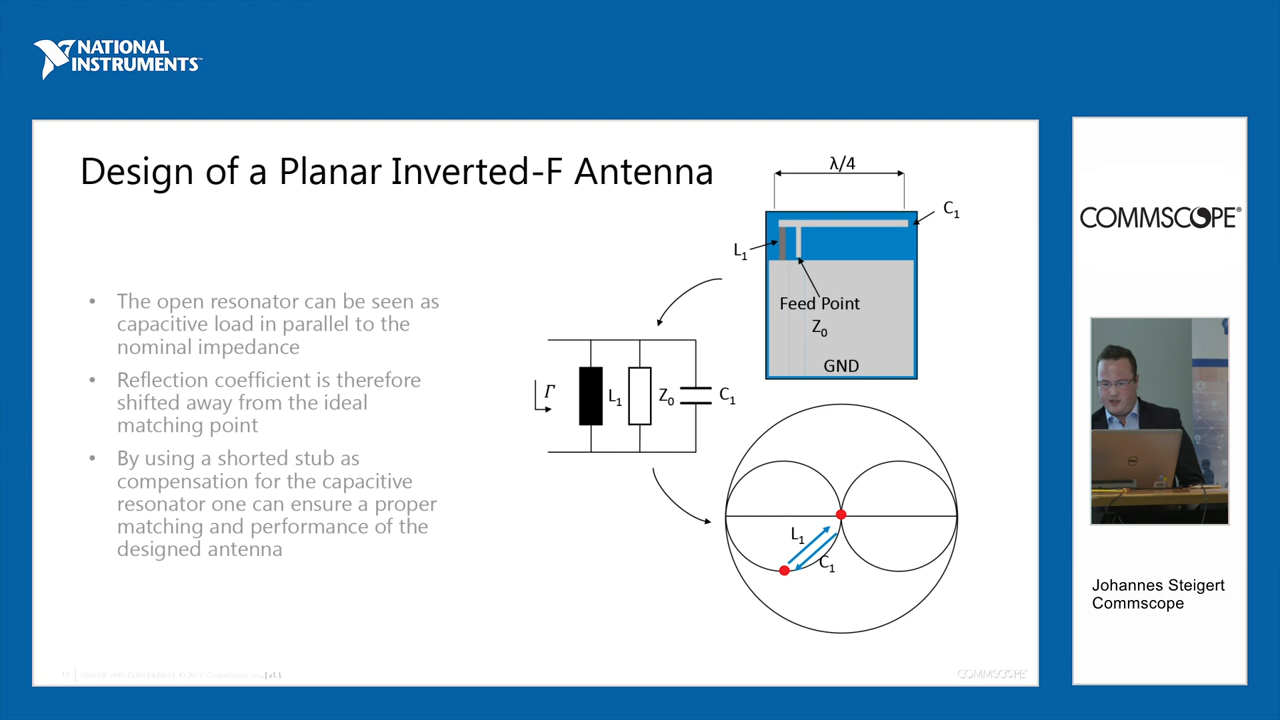 NATIONAL
INSTRUMENTS™
Design of a Planar Inverted-F Antenna
• The open resonator can be seen as
capacitive load in parallel to the
nominal impedance
• Reflection coefficient is therefore
shifted away from the ideal
matching point
• By using a shorted stub as
compensation for the capacitive
resonator one can ensure a proper
matching and performance of the
designed antenna
λ/4
C₁
L₁
Feed Point
Z₀
GND
Γ
L₁
Z₀
C₁
L₁
C₁
COMMSCOPE
COMMSCOPE®
DELL
Johannes Steigert
Commscope